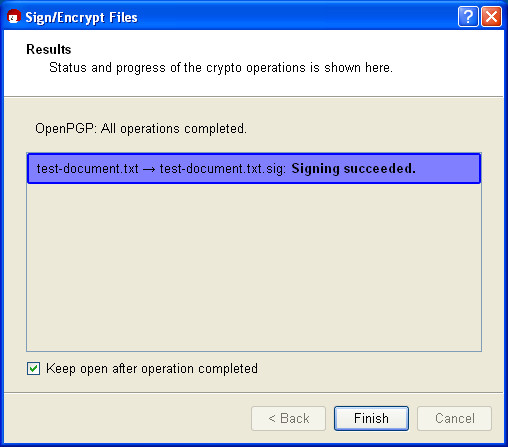 Sign/Encrypt Files
Results
Status and progress of the crypto operations is shown here.
OpenPGP: All operations completed.
test-document.txt → test-document.txt.sig: Signing succeeded.
Keep open after operation completed
< Back
Finish
Cancel